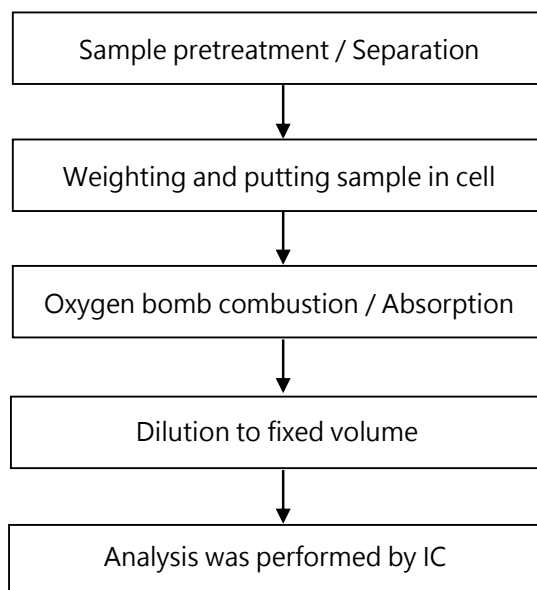 Sample pretreatment / Separation
Weighting and putting sample in cell
Oxygen bomb combustion / Absorption
Dilution to fixed volume
Analysis was performed by IC